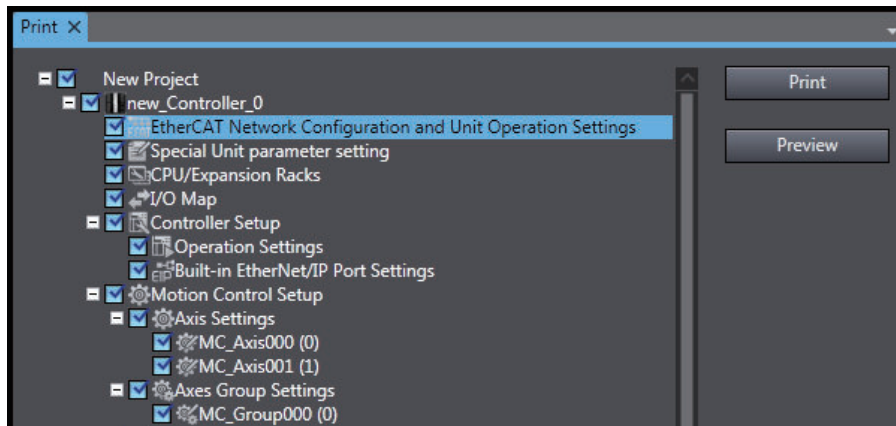 Print
New Project
Print
new_Controller_0
EtherCAT Network Configuration and Unit Operation Settings
Special Unit parameter setting
Preview
CPU/Expansion Racks
I/O Map
Controller Setup
Operation Settings
Built-in EtherNet/IP Port Settings
Motion Control Setup
Axis Settings
MC_Axis000 (0)
MC_Axis001 (1)
Axes Group Settings
MC_Group000 (0)